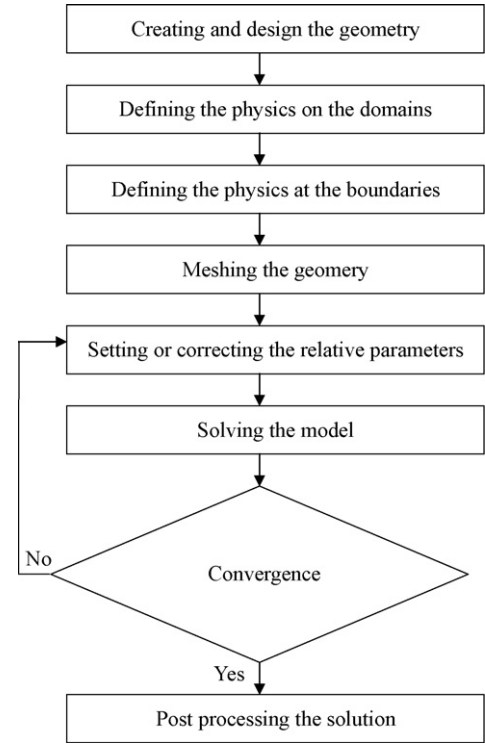 Creating and design the geometry
Defining the physics on the domains
Defining the physics at the boundaries
Meshing the geomery
Setting or correcting the relative parameters
Solving the model
No
Convergence
Yes
Post processing the solution